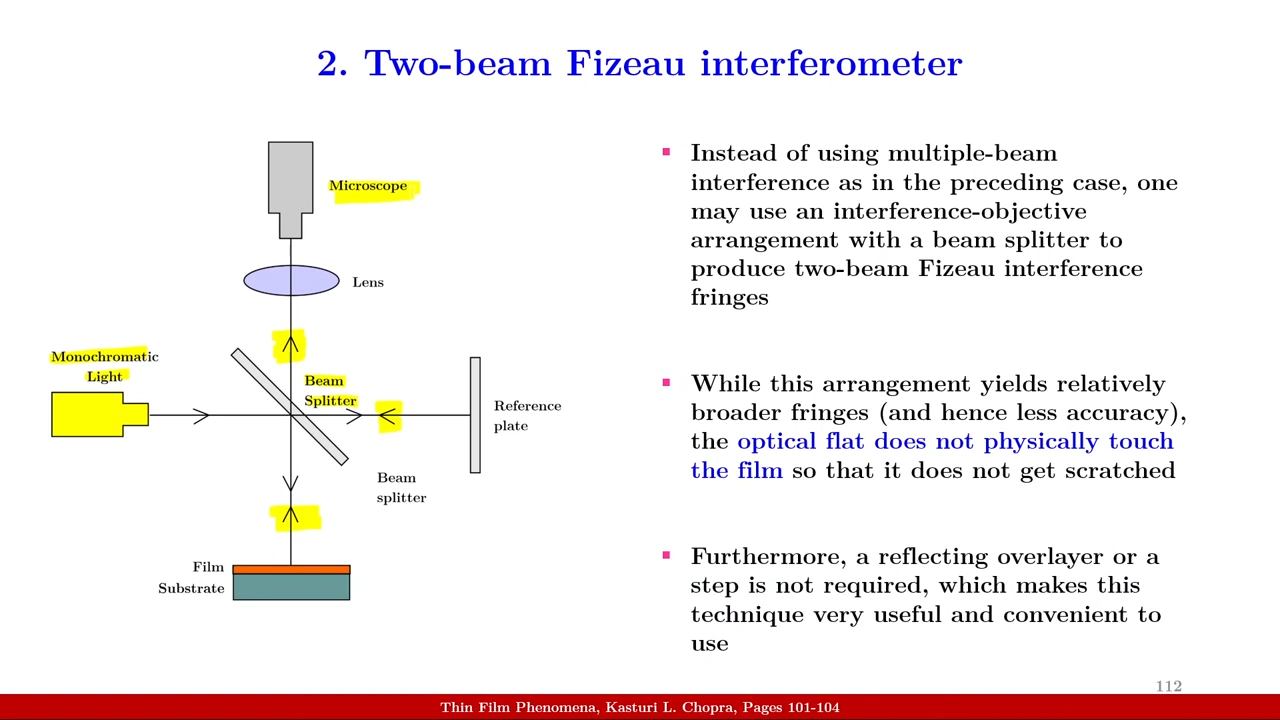 2. Two-beam Fizeau interferometer
Microscope
Lens
Monochromatic
Light
Beam
Splitter
Reference
plate
Beam
splitter
Film
Substrate
Instead of using multiple-beam
interference as in the preceding case, one
may use an interference-objective
arrangement with a beam splitter to
produce two-beam Fizeau interference
fringes
While this arrangement yields relatively
broader fringes (and hence less accuracy),
the optical flat does not physically touch
the film so that it does not get scratched
Furthermore, a reflecting overlayer or a
step is not required, which makes this
technique very useful and convenient to
use
112
Thin Film Phenomena, Kasturi L. Chopra, Pages 101-104